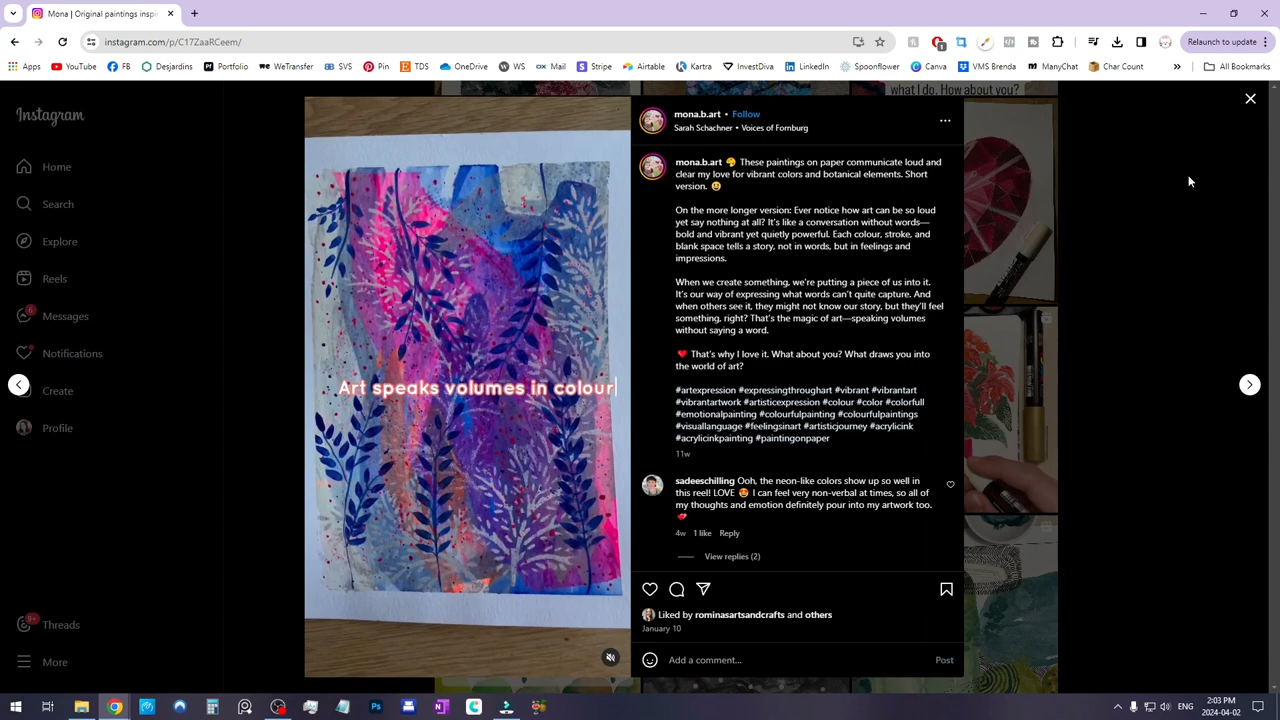 Mona | Original paintings inspi
instagram.com/p/C17ZaaRCeem/
1
Relaunch to update
Apps
YouTube
FB
Desjardins
Portfolio
WeTransfer
SVS
Pin
TDS
OneDrive
WS
Mail
Stripe
Airtable
Kartra
InvestDiva
LinkedIn
Spoonflower
Canva
VMS Brenda
ManyChat
Char Count
All Bookmarks
what I do. How about you?
Instagram
Home
Search
Explore
Reels
6
Messages
Notifications
Create
Profile
9+
Threads
More
Art speaks volumes in colour
mona.b.art • Follow
Sarah Schachner • Voices of Fornburg
mona.b.art 🤫 These paintings on paper communicate loud and
clear my love for vibrant colors and botanical elements. Short
version. 😆
On the more longer version: Ever notice how art can be so loud
yet say nothing at all? It's like a conversation without words—
bold and vibrant yet quietly powerful. Each colour, stroke, and
blank space tells a story, not in words, but in feelings and
impressions.
When we create something, we're putting a piece of us into it.
It's our way of expressing what words can't quite capture. And
when others see it, they might not know our story, but they'll feel
something, right? That's the magic of art—speaking volumes
without saying a word.
❤️ That's why I love it. What about you? What draws you into
the world of art?
#artexpression #expressingthroughart #vibrant #vibrantart
#vibrantartwork #artisticexpression #colour #color #colorfull
#emotionalpainting #colourfulpainting #colourfulpaintings
#visuallanguage #feelingsinart #artisticjourney #acrylicink
#acrylicinkpainting #paintingonpaper
11w
sadeeschilling Ooh, the neon-like colors show up so well in
this reel! LOVE 😍 I can feel very non-verbal at times, so all of
my thoughts and emotion definitely pour into my artwork too.
💕
4w 1 like Reply
View replies (2)
Liked by rominasartsandcrafts and others
January 10
Add a comment...
Post
ENG
2:03 PM
2024-04-02